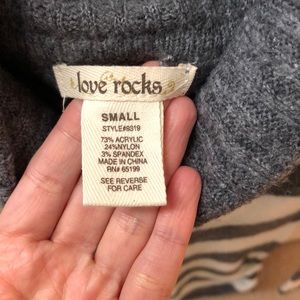 love rocks
SMALL
STYLE#9319
73% ACRYLIC
24%NYLON
3% SPANDEX
MADE IN CHINA
RN# 65199
SEE REVERSE
FOR CARE